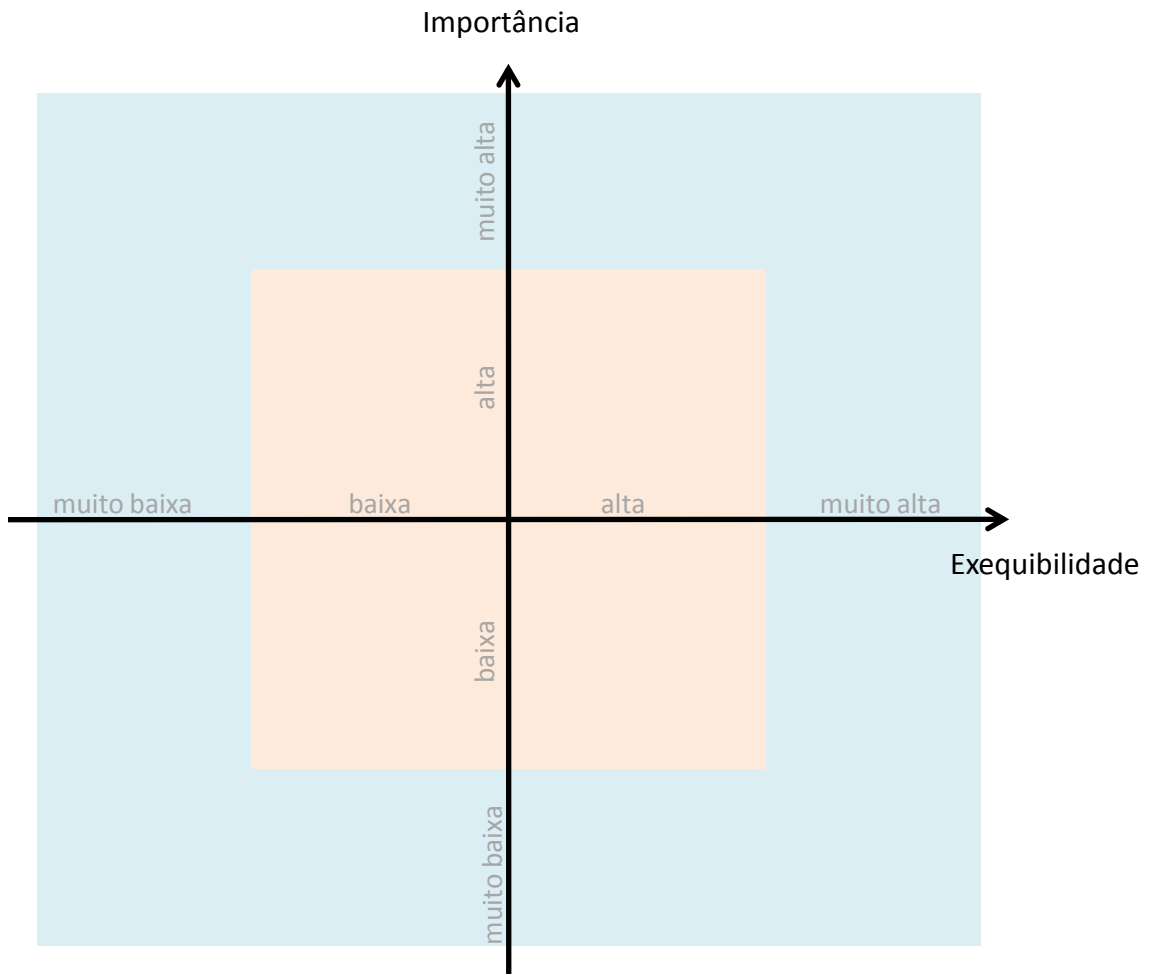 Importância
muito alta
alta
muito baixa
baixa
alta
muito alta
Exequibilidade
baixa
muito baixa